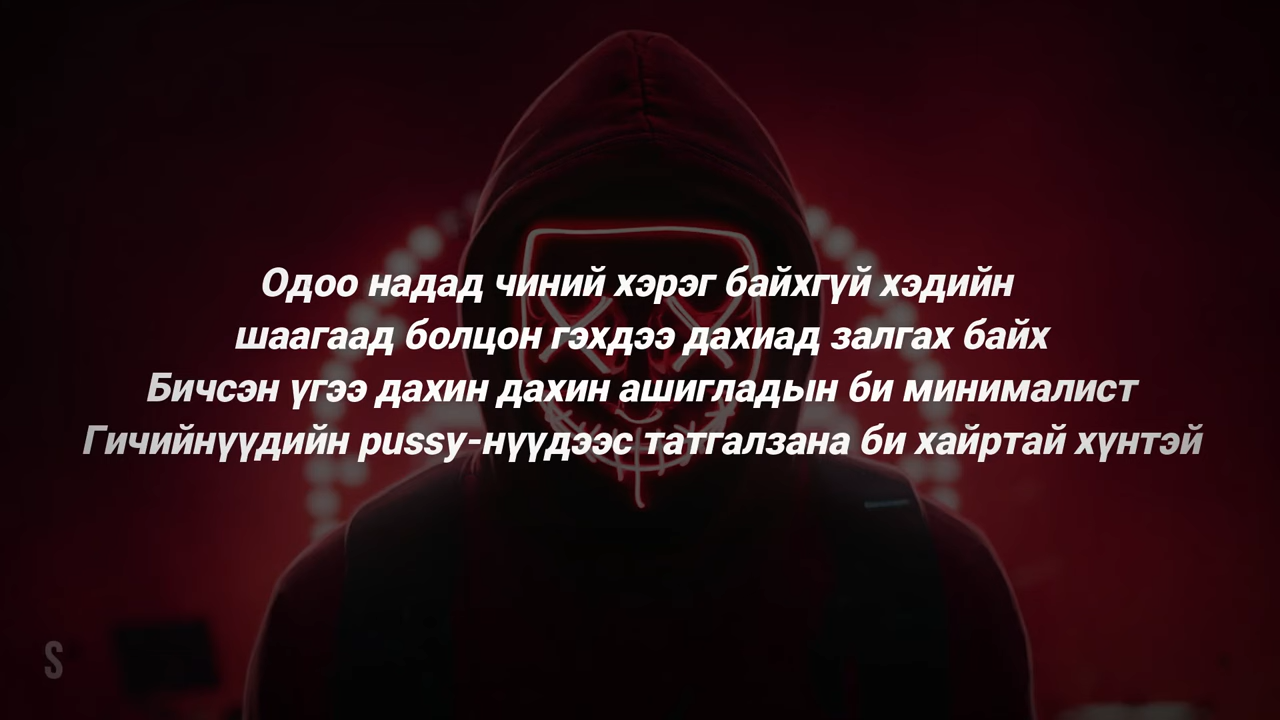 Одоо надад чиний хэрэг байхгүй хэдийн
шаагаад болцон гэхдээ дахиад залгах байх
Бичсэн үгээ дахин дахин ашигладын би минималист
Гичийнүүдийн pussy-нүүдээс татгалзана би хайртай хүнтэй
S